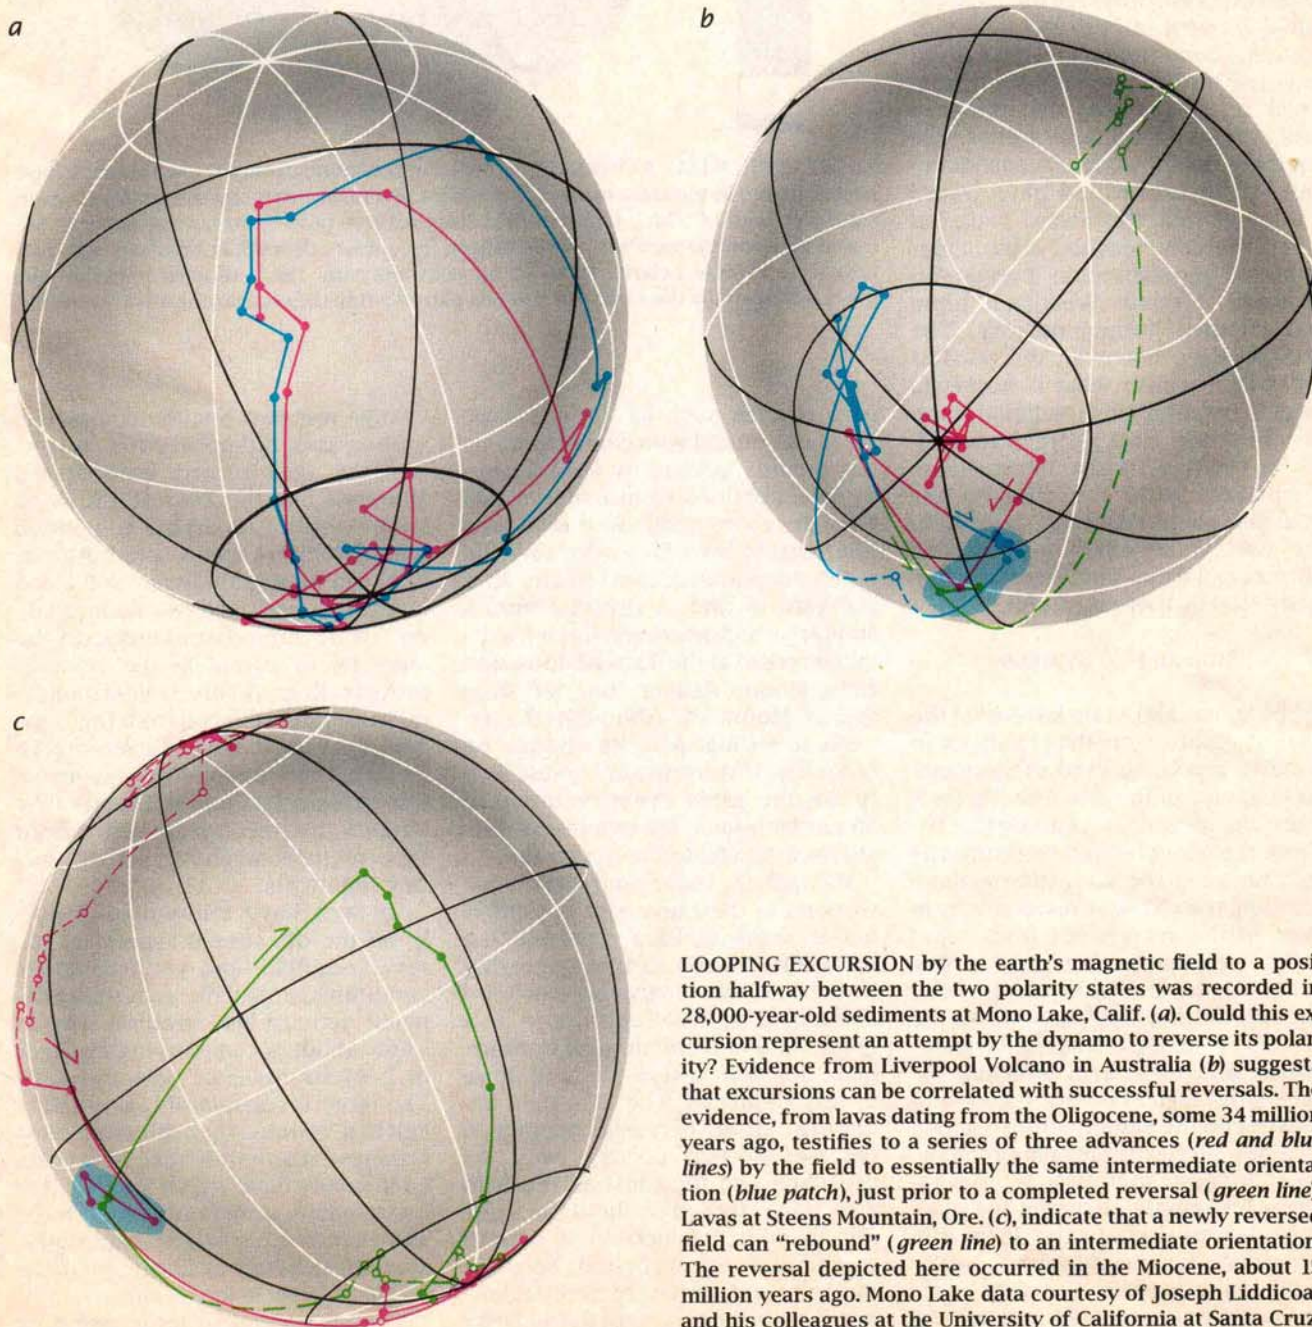 a
b
c
LOOPING EXCURSION by the earth's magnetic field to a posi-
tion halfway between the two polarity states was recorded in
28,000-year-old sediments at Mono Lake, Calif. (a). Could this ex-
cursion represent an attempt by the dynamo to reverse its polar-
ity? Evidence from Liverpool Volcano in Australia (b) suggest
that excursions can be correlated with successful reversals. The
evidence, from lavas dating from the Oligocene, some 34 million
years ago, testifies to a series of three advances (red and blu
lines) by the field to essentially the same intermediate orienta
tion (blue patch), just prior to a completed reversal (green line)
Lavas at Steens Mountain, Ore. (c), indicate that a newly reversed
field can "rebound" (green line) to an intermediate orientation
The reversal depicted here occurred in the Miocene, about 1
million years ago. Mono Lake data courtesy of Joseph Liddicoa
and his colleagues at the University of California at Santa Cruz